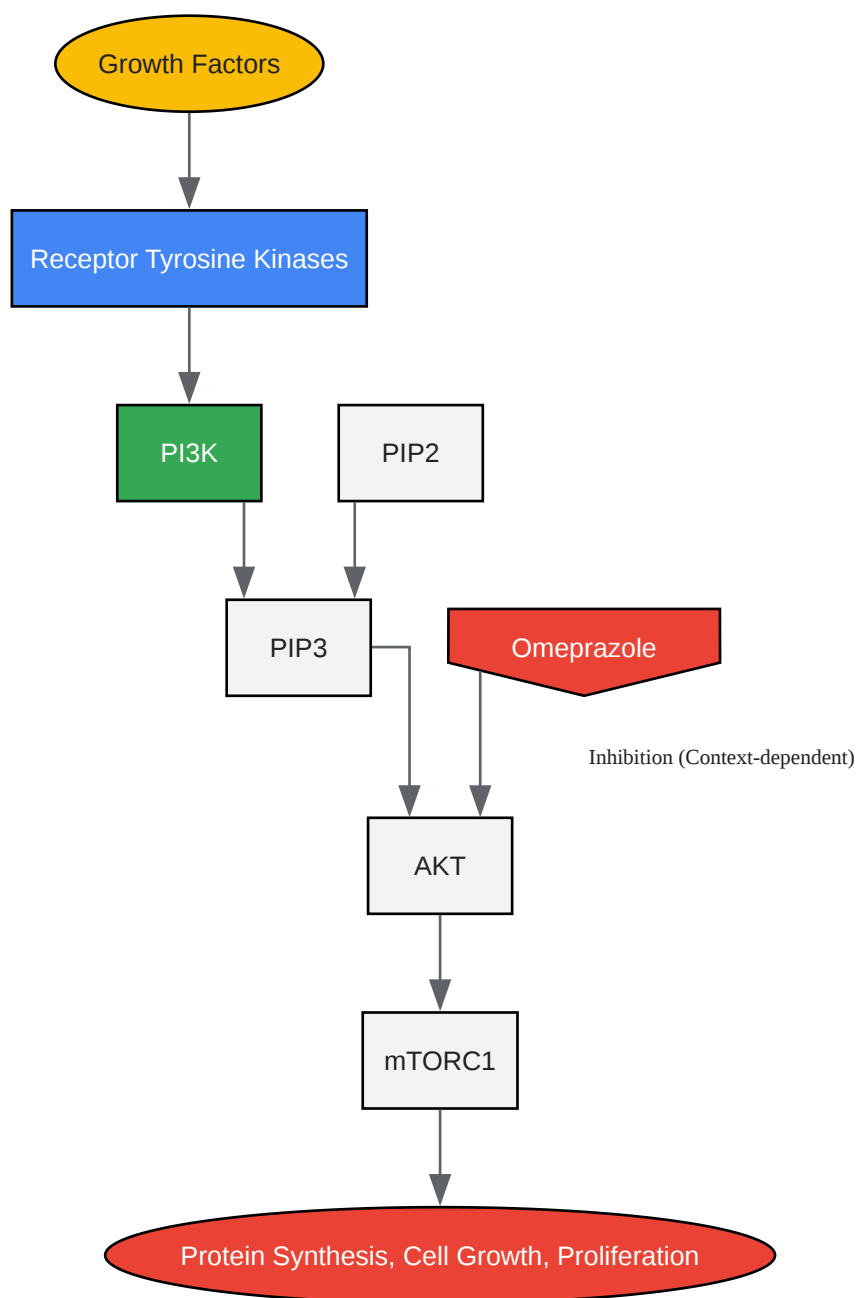 Growth Factors
Receptor Tyrosine Kinases
PI3K
PIP2
PIP3
Omeprazole
Inhibition (Context-dependent)
AKT
mTORC1
Protein Synthesis, Cell Growth, Proliferation